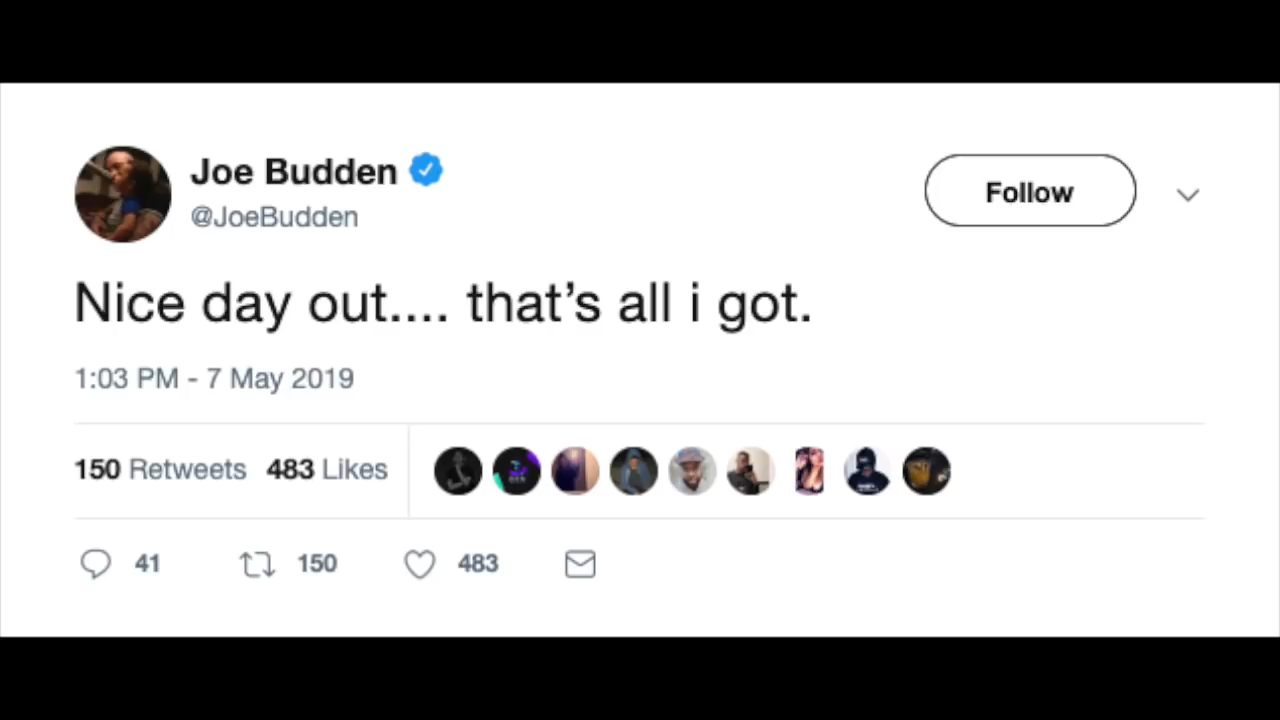 Joe Budden
@JoeBudden
Follow
Nice day out.... that’s all i got.
1:03 PM - 7 May 2019
150 Retweets 483 Likes
41 150 483